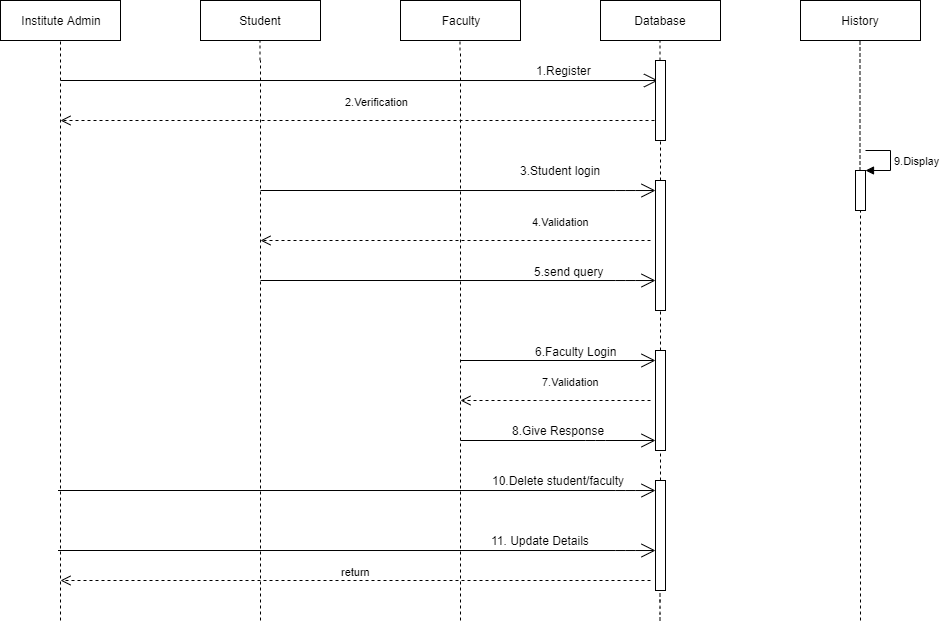 Institute Admin
Student
Faculty
Database
History
1.Register
2.Verification
9.Display
3.Student login
4.Validation
5.send query
6.Faculty Login
7.Validation
8.Give Response
10.Delete student/faculty
11. Update Details
return